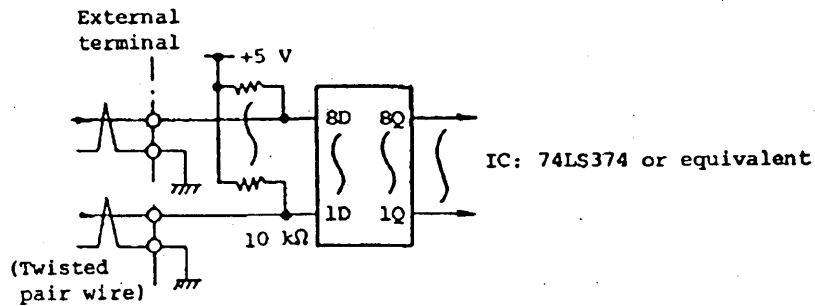 External
terminal
+5 V
8D 8Q
IC: 74LS374 or equivalent
1D 1Q
10 kΩ
(Twisted
pair wire)